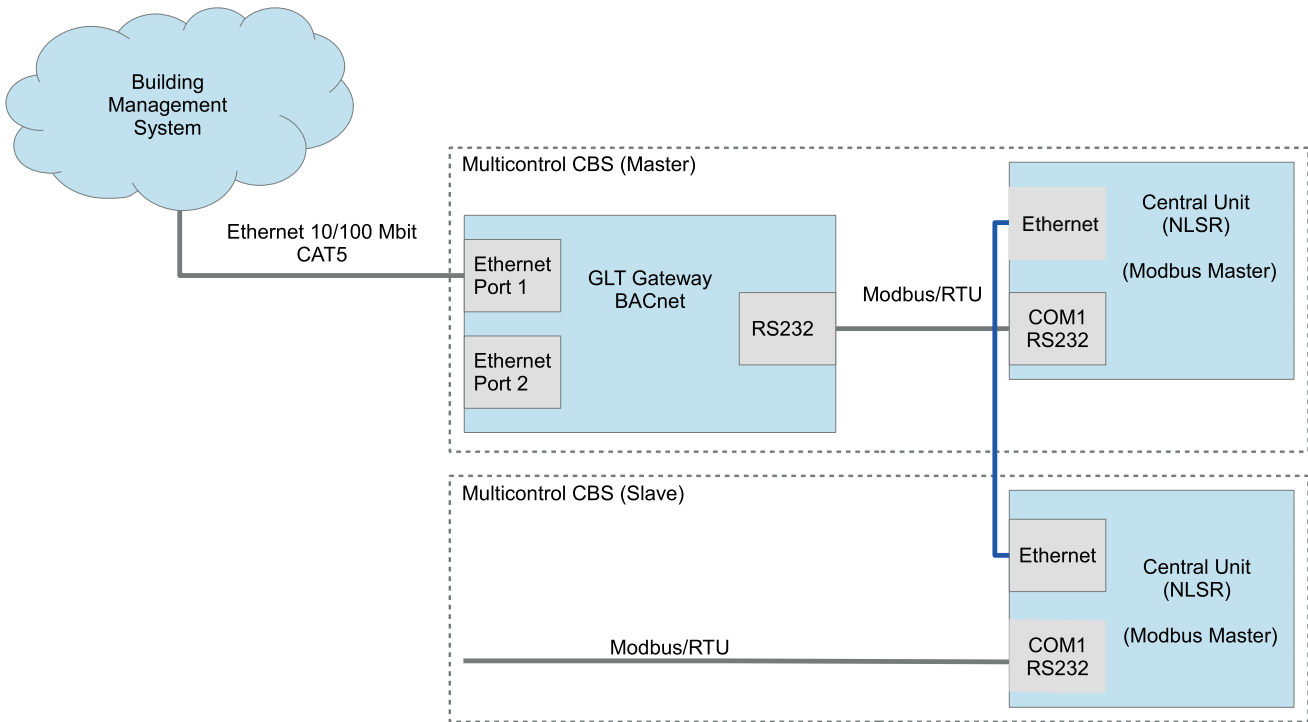 Building
Management
System
Ethernet 10/100 Mbit
CAT5
Multicontrol CBS (Master)
Ethernet
Port 1
Ethernet
Port 2
GLT Gateway
BACnet
RS232
Modbus/RTU
Ethernet
COM1
RS232
Central Unit
(NLSR)
(Modbus Master)
Multicontrol CBS (Slave)
Modbus/RTU
Ethernet
COM1
RS232
Central Unit
(NLSR)
(Modbus Master)